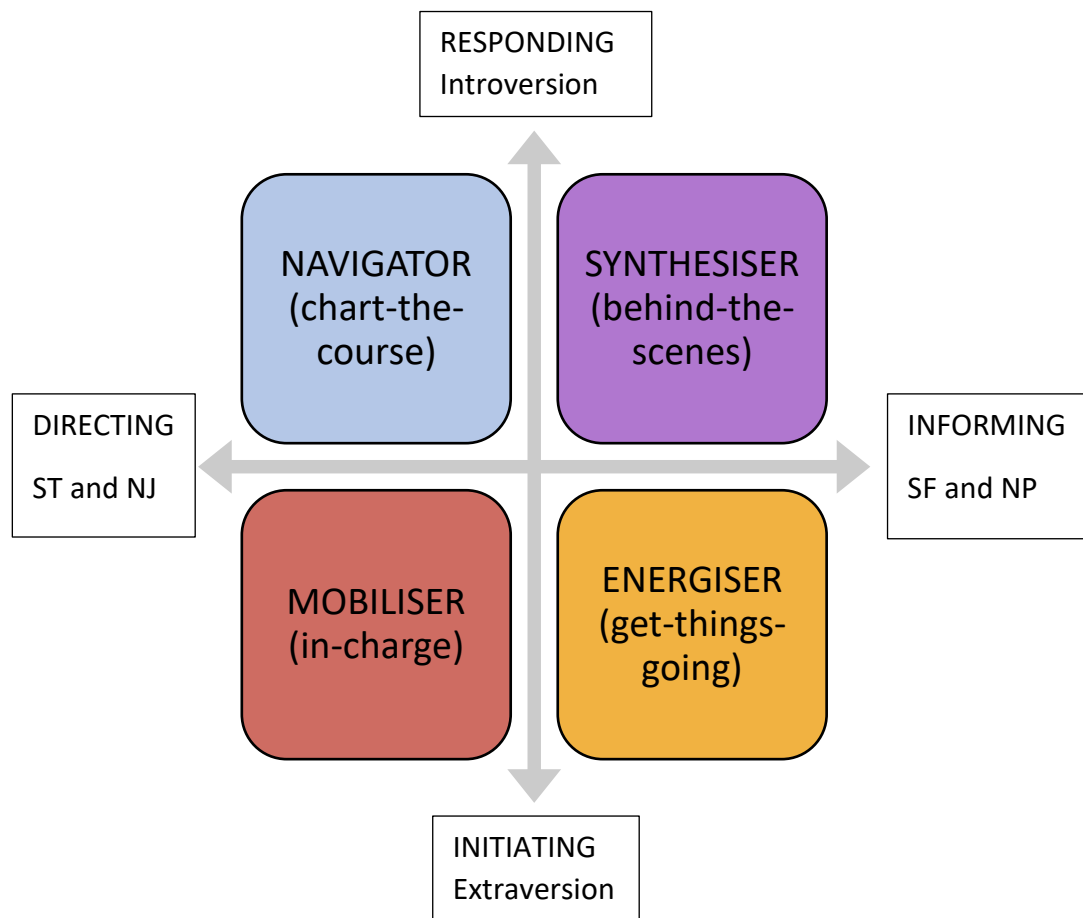 RESPONDING
Introversion
NAVIGATOR
(chart-the-
course)
SYNTHESISER
(behind-the-
scenes)
DIRECTING
ST and NJ
INFORMING
SF and NP
MOBILISER
(in-charge)
ENERGISER
(get-things-
going)
INITIATING
Extraversion